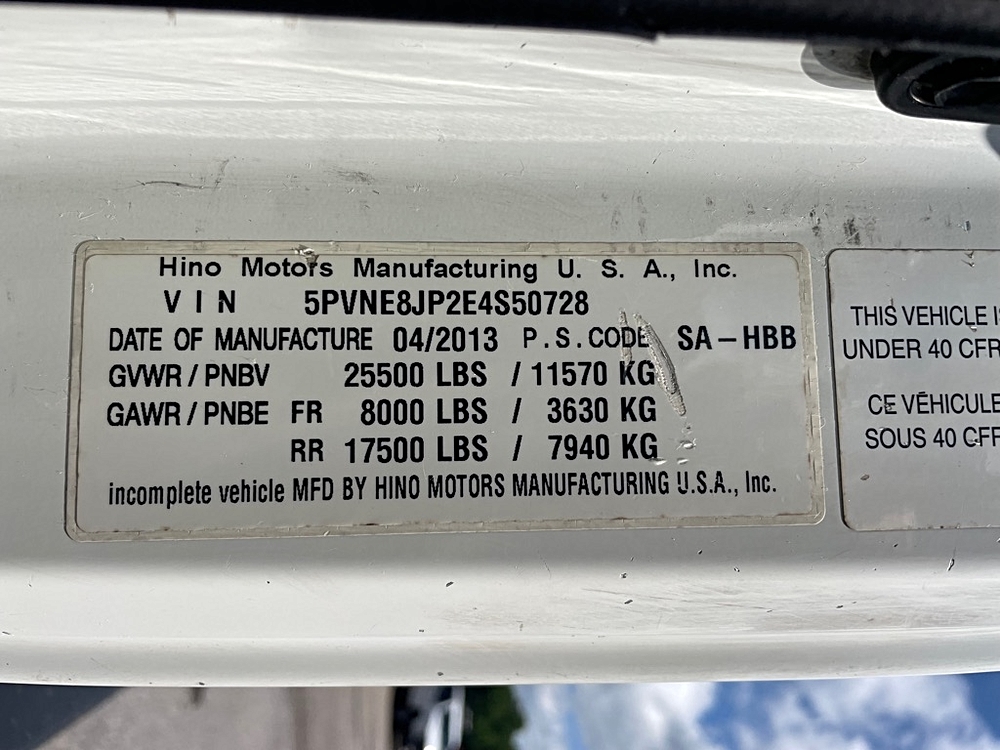 Hino Motors Manufacturing U. S. A., Inc.
VIN 5PVNE8JP2E4S50728
DATE OF MANUFACTURE 04/2013 P.S.CODE SA-HBB
GVWR / PNBV 25500 LBS / 11570 KG
GAWR / PNBE FR 8000 LBS / 3630 KG
RR 17500 LBS / 7940 KG
incomplete vehicle MFD BY HINO MOTORS MANUFACTURING U.S.A., Inc.
THIS VEHICLE IS
UNDER 40 CFR
CE VÉHICULE
SOUS 40 CFR